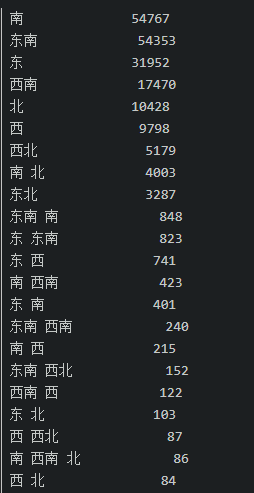 南 54767
东南 54353
东 31952
西南 17470
北 10428
西 9798
西北 5179
南 北 4003
东北 3287
东南 南 848
东 东南 823
东 西 741
南 西南 423
东 南 401
东南 西南 240
南 西 215
东南 西北 152
西南 西 122
东 北 103
西 西北 87
南 西南 北 86
西 北 84